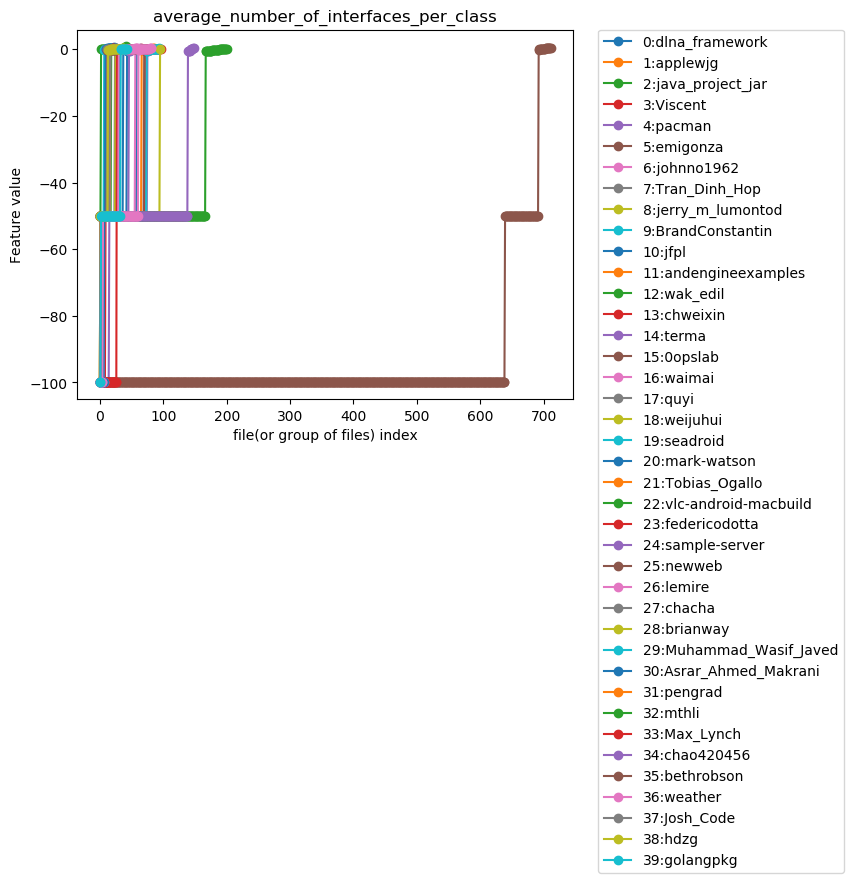 average_number_of_interfaces_per_class
Feature value
0
−20
−40
−60
−80
−100
0
100
200
300
400
500
600
700
file(or group of files) index
0:dlna_framework
1:applewjg
2:java_project_jar
3:Viscent
4:pacman
5:emigonza
6:johnno1962
7:Tran_Dinh_Hop
8:jerry_m_lumontod
9:BrandConstantin
10:jfpl
11:andengineexamples
12:wak_edil
13:chweixin
14:terma
15:0opslab
16:waimai
17:quyi
18:weijuhui
19:seadroid
20:mark-watson
21:Tobias_Ogallo
22:vlc-android-macbuild
23:federicodotta
24:sample-server
25:newweb
26:lemire
27:chacha
28:brianway
29:Muhammad_Wasif_Javed
30:Asrar_Ahmed_Makrani
31:pengrad
32:mthli
33:Max_Lynch
34:chao420456
35:bethrobson
36:weather
37:Josh_Code
38:hdzg
39:golangpkg